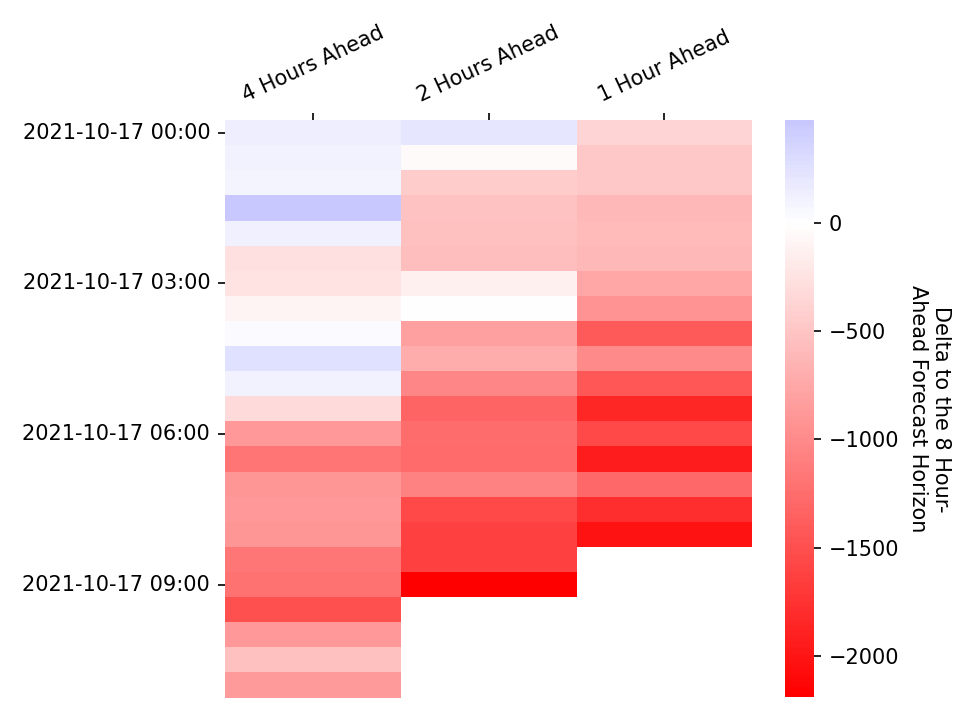 4 Hours Ahead
2 Hours Ahead
1 Hour Ahead
2021-10-17 00:00
2021-10-17 03:00
2021-10-17 06:00
2021-10-17 09:00
0
−500
−1000
−1500
−2000
Delta to the 8 Hour-
Ahead Forecast Horizon